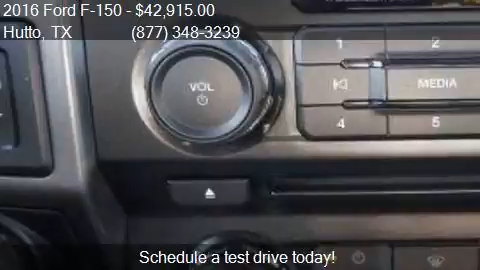 2016 Ford F-150 - $42,915.00
Hutto, TX (877) 348-3239
VOL
1 2
MEDIA
4 5
Schedule a test drive today!